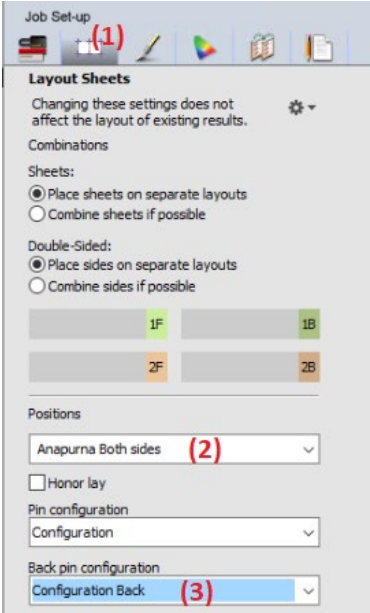 Job Set-up
(1)
Layout Sheets
Changing these settings does not
affect the layout of existing results.
Combinations
Sheets:
Place sheets on separate layouts
Combine sheets if possible
Double-Sided:
Place sides on separate layouts
Combine sides if possible
1F 1B
2F 2B
Positions
Anapurna Both sides (2)
Honor lay
Pin configuration
Configuration
Back pin configuration
Configuration Back (3)